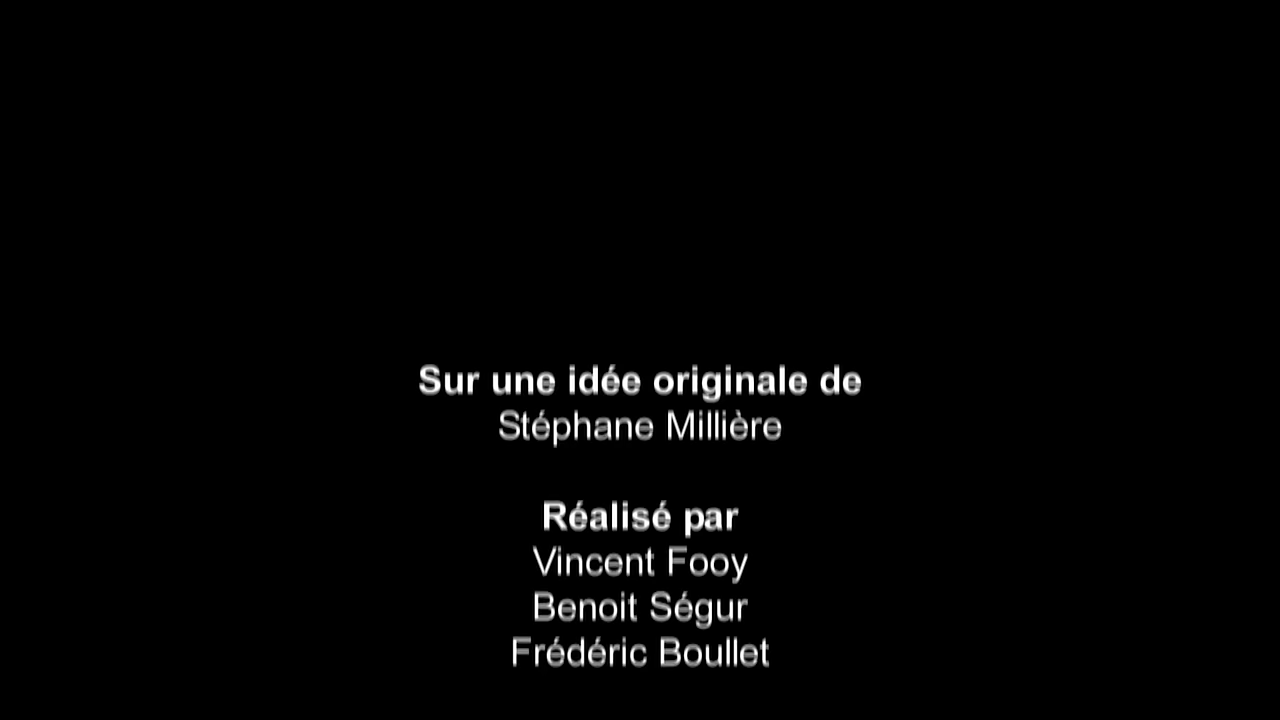 Sur une idée originale de
Stéphane Millière
Réalisé par
Vincent Fooy
Benoit Ségur
Frédéric Boullet